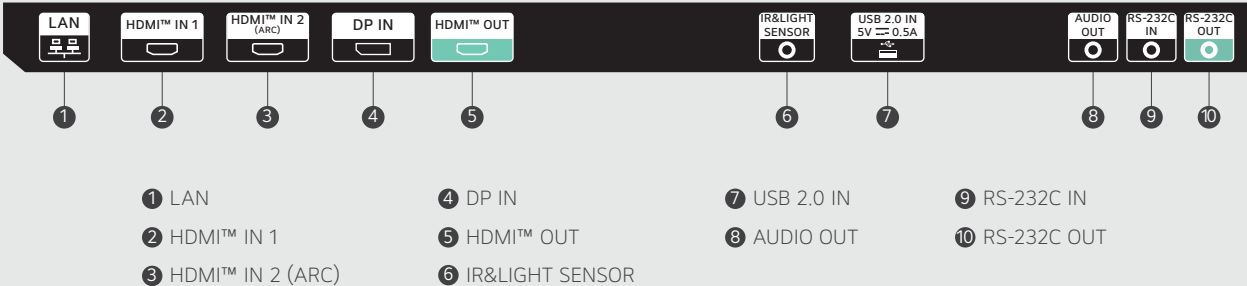 LAN
HDMI™ IN 1
HDMI™ IN 2
(ARC)
DP IN
HDMI™ OUT
IR&LIGHT
SENSOR
USB 2.0 IN
5V ⎓ 0.5A
AUDIO
OUT
RS-232C
IN
RS-232C
OUT
1 2 3 4 5 6 7 8 9 10
1 LAN
2 HDMI™ IN 1
3 HDMI™ IN 2 (ARC)
4 DP IN
5 HDMI™ OUT
6 IR&LIGHT SENSOR
7 USB 2.0 IN
8 AUDIO OUT
9 RS-232C IN
10 RS-232C OUT